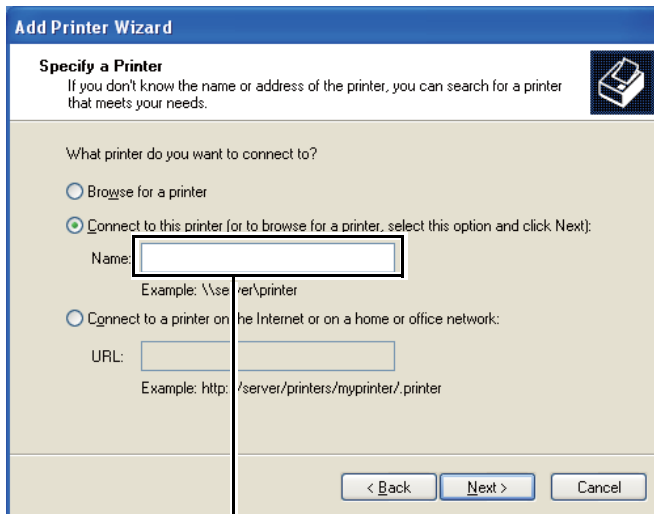 Add Printer Wizard
Specify a Printer
If you don't know the name or address of the printer, you can search for a printer
that meets your needs.
What printer do you want to connect to?
Browse for a printer
Connect to this printer (or to browse for a printer, select this option and click Next):
Name:
Example: \\server\printer
Connect to a printer on the Internet or on a home or office network:
URL:
Example: http://server/printers/myprinter/.printer
< Back Next > Cancel